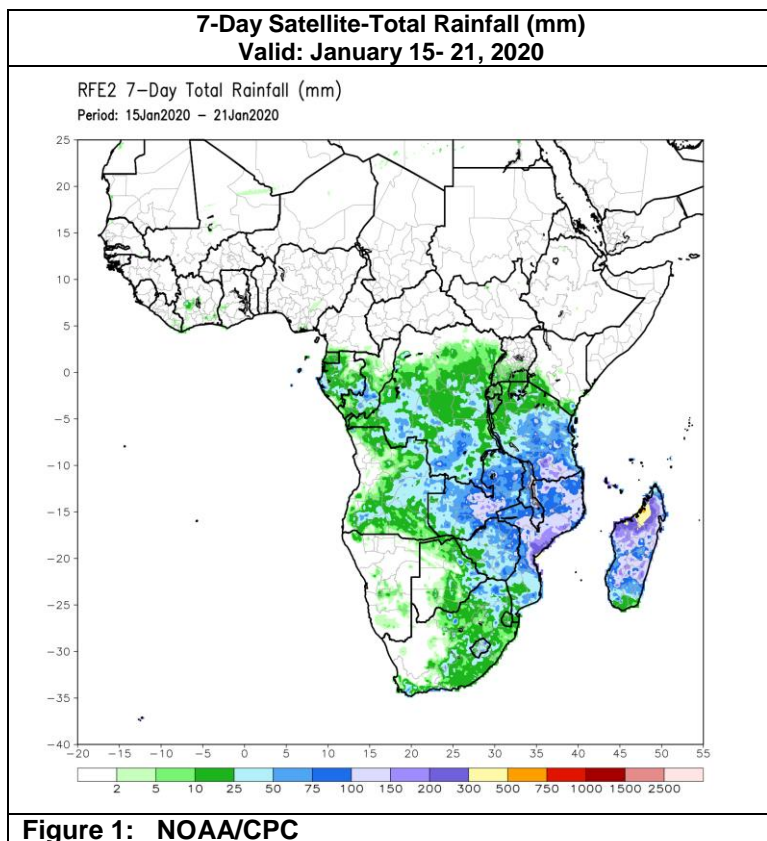 7-Day Satellite-Total Rainfall (mm)
Valid: January 15- 21, 2020
RFE2 7-Day Total Rainfall (mm)
Period: 15Jan2020 - 21Jan2020
25
20
15
10
5
0
-5
-10
-15
-20
-25
-30
-35
-40
-20 -15 -10 -5 0 5 10 15 20 25 30 35 40 45 50 55
2 5 10 25 50 75 100 150 200 300 500 750 1000 1500 2500
Figure 1: NOAA/CPC